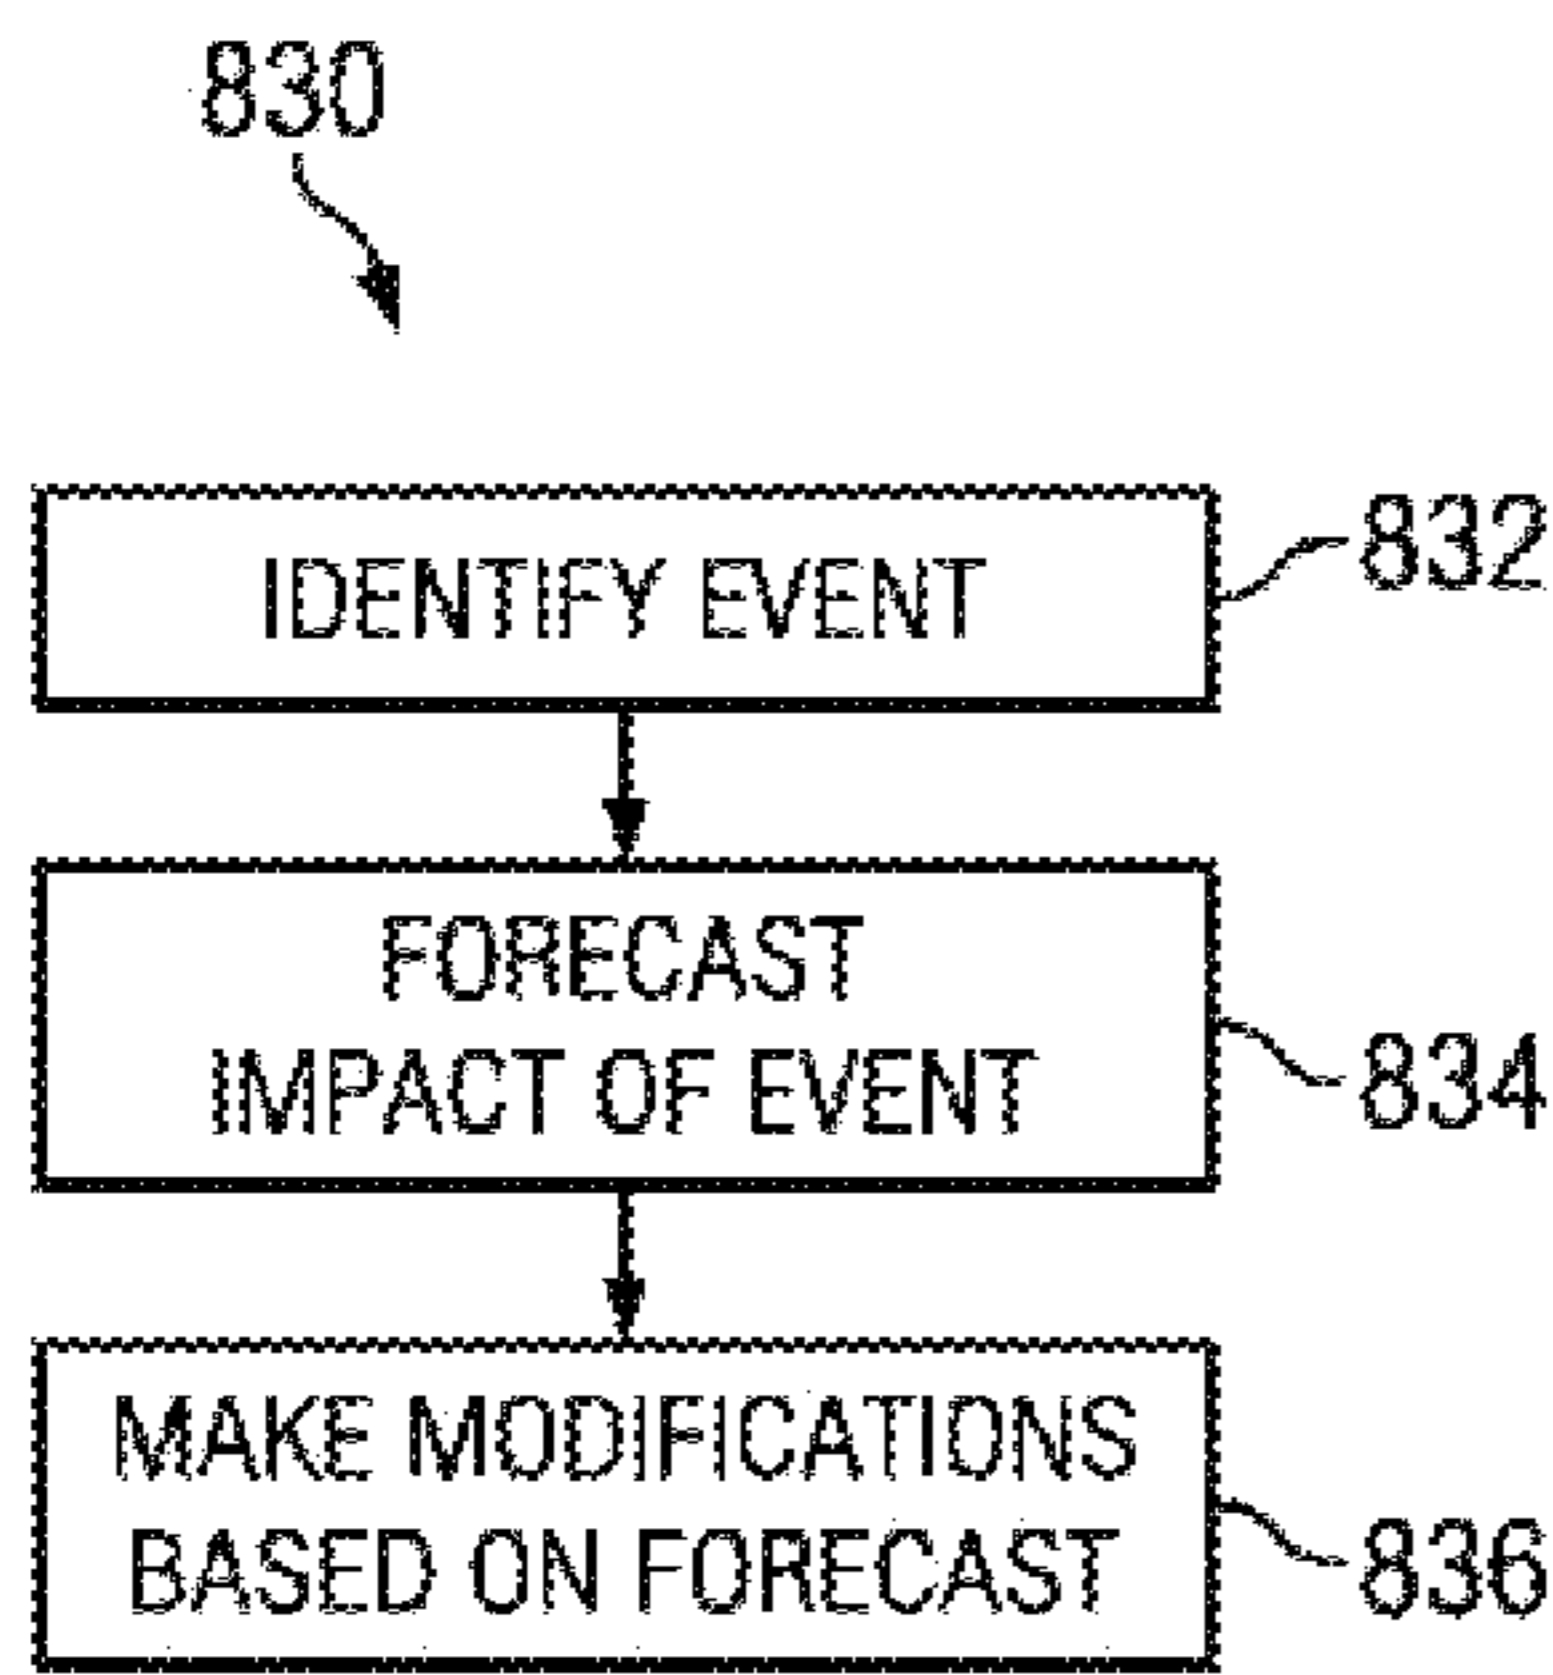 830
IDENTIFY EVENT
832
FORECAST
IMPACT OF EVENT
834
MAKE MODIFICATIONS
BASED ON FORECAST
836